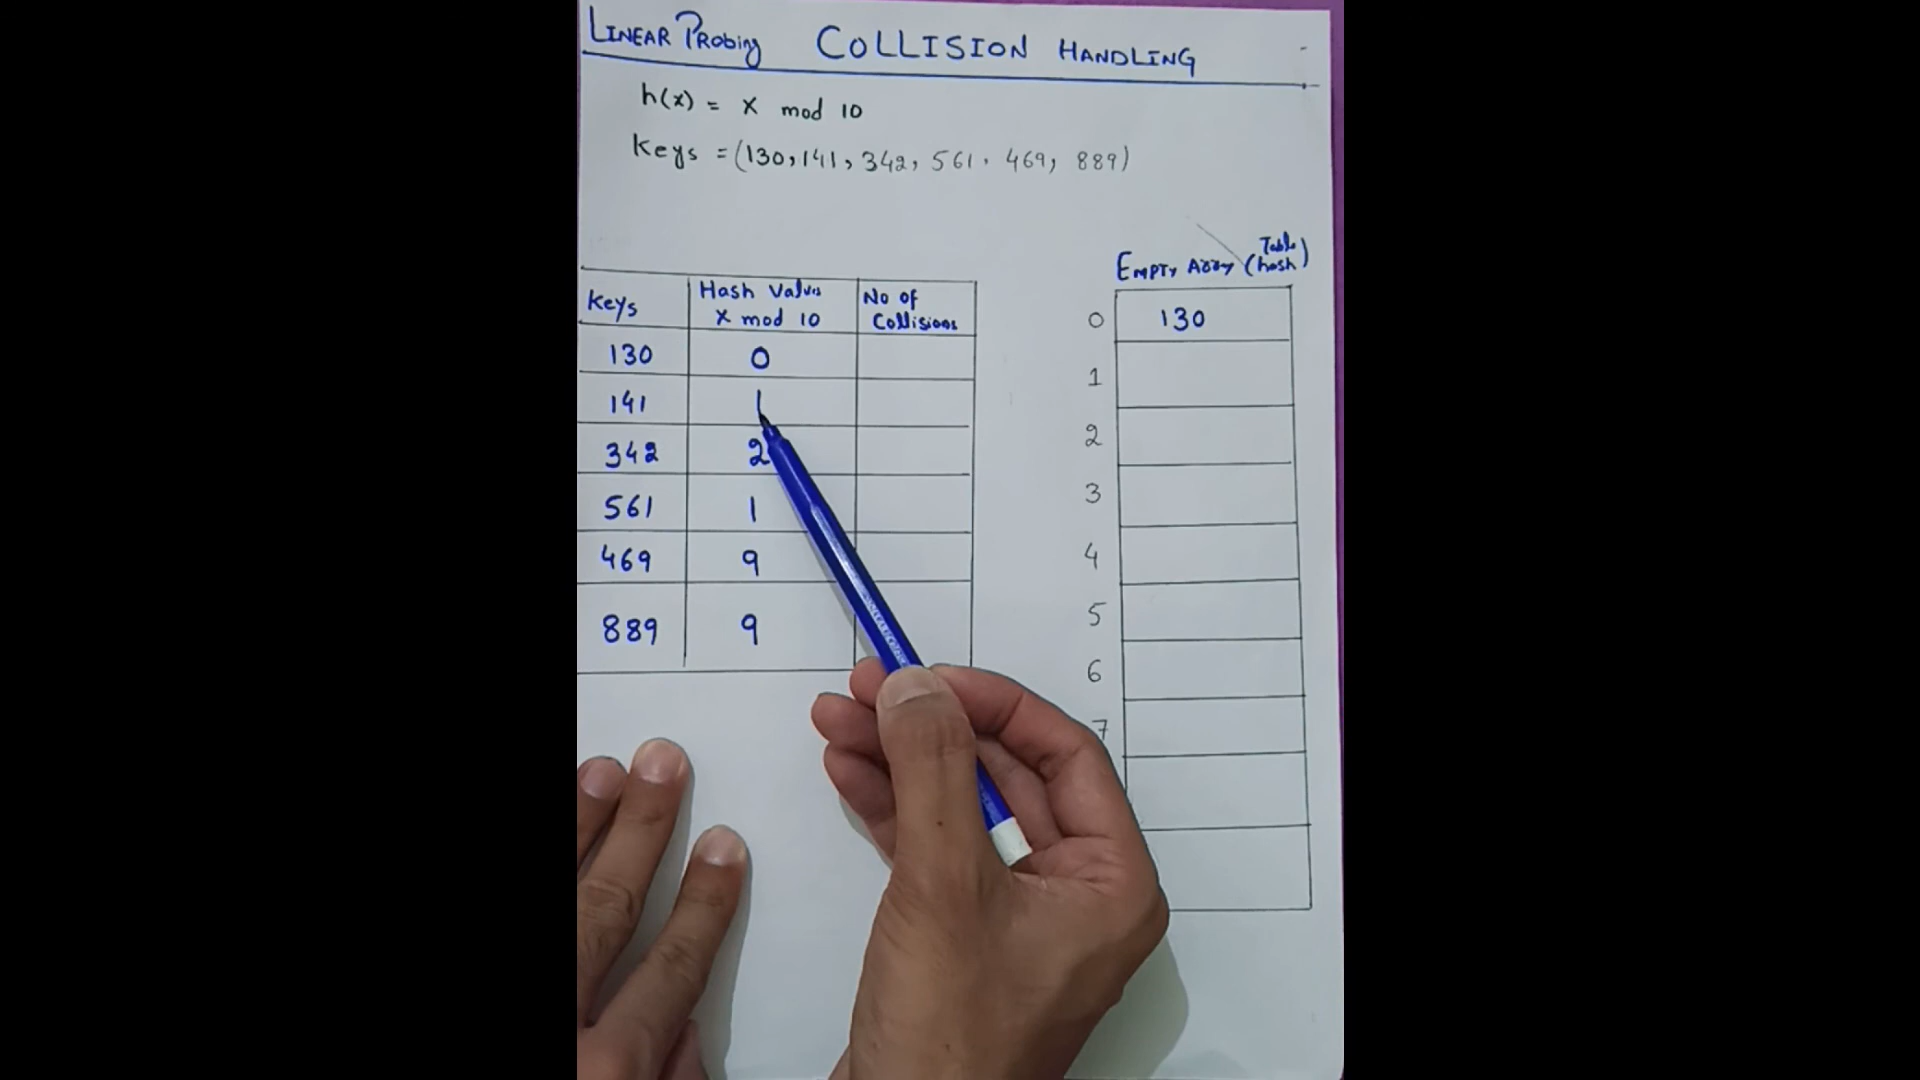 LINEAR Probing COLLISION HANDLING
h(x) = x mod 10
Keys = (130, 141, 342, 561, 469, 889)
EMPTY Array (hash Table)
Keys Hash Values X mod 10 No of Collisions
130 0
141 1
342 2
561 1
469 9
889 9
0 130
1
2
3
4
5
6
7